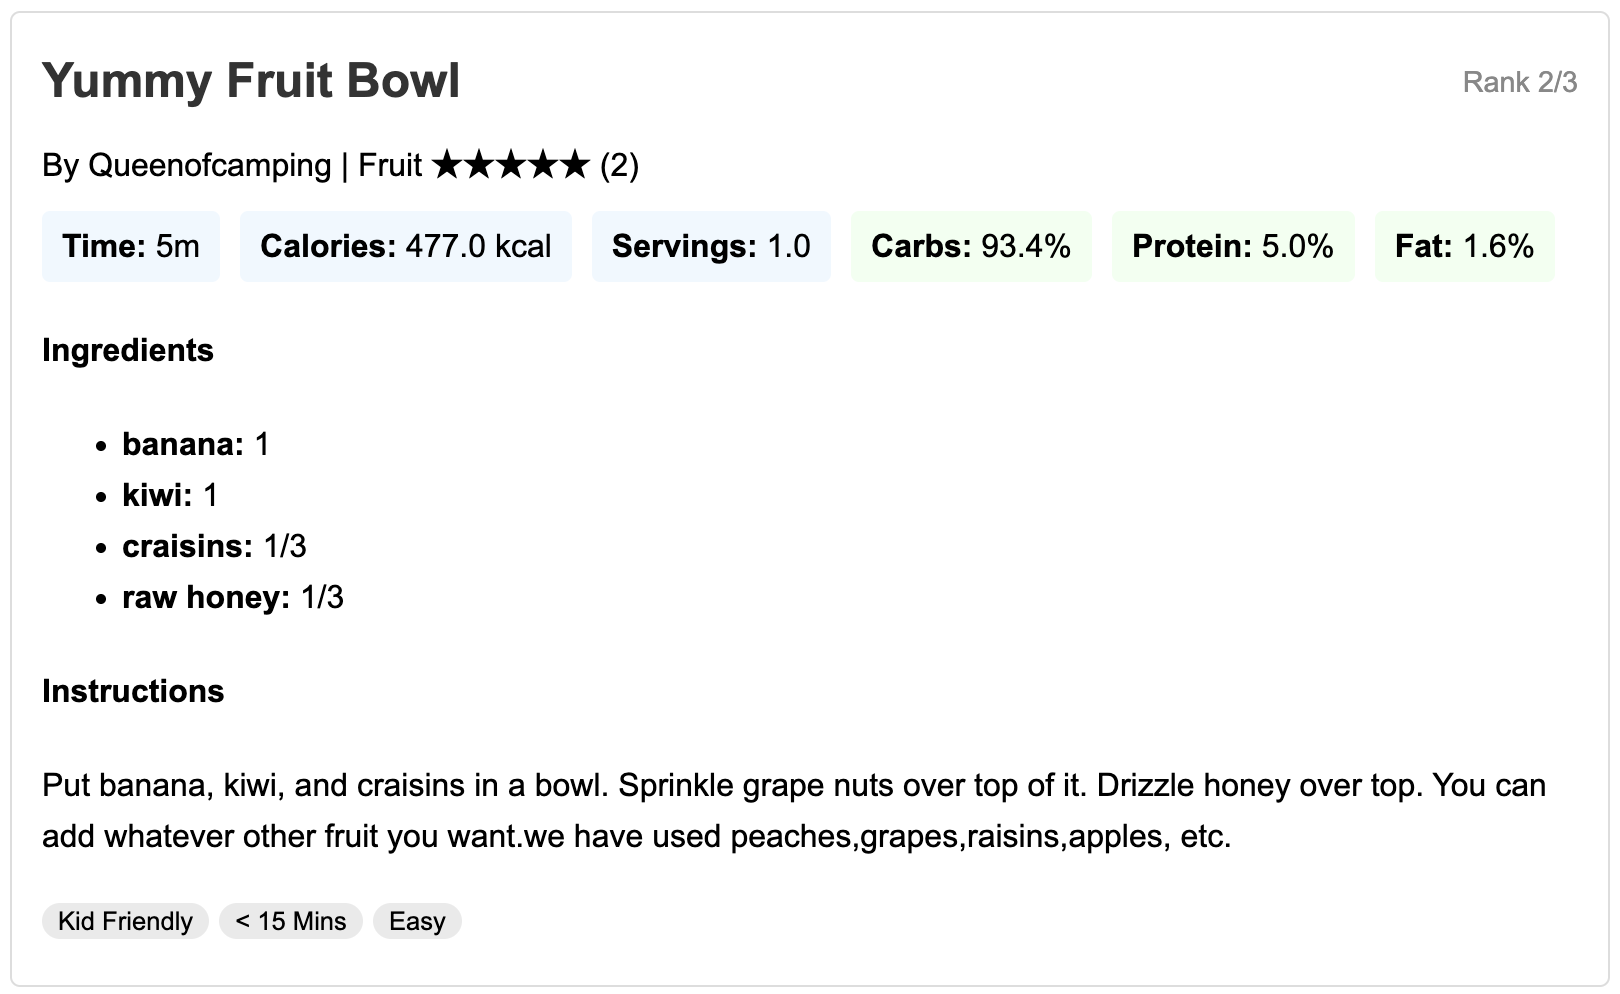 Yummy Fruit Bowl
Rank 2/3
By Queenofcamping | Fruit ★★★★★ (2)
Time: 5m Calories: 477.0 kcal Servings: 1.0 Carbs: 93.4% Protein: 5.0% Fat: 1.6%
Ingredients
• banana: 1
• kiwi: 1
• craisins: 1/3
• raw honey: 1/3
Instructions
Put banana, kiwi, and craisins in a bowl. Sprinkle grape nuts over top of it. Drizzle honey over top. You can
add whatever other fruit you want.we have used peaches,grapes,raisins,apples, etc.
Kid Friendly < 15 Mins Easy